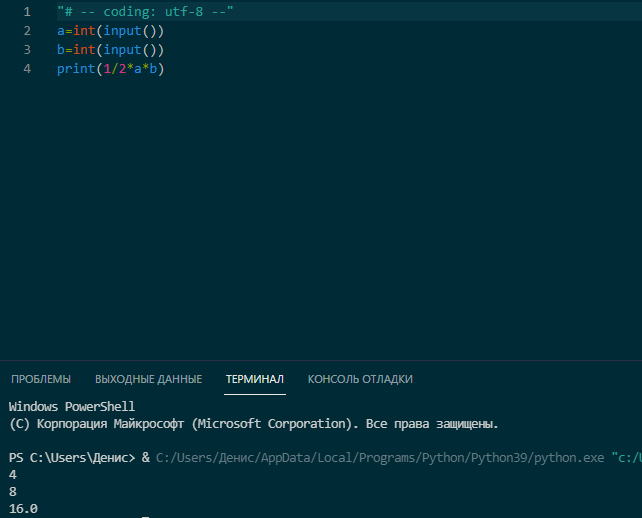 1 "# -- coding: utf-8 --"
2 a=int(input())
3 b=int(input())
4 print(1/2*a*b)
ПРОБЛЕМЫ ВЫХОДНЫЕ ДАННЫЕ ТЕРМИНАЛ КОНСОЛЬ ОТЛАДКИ
Windows PowerShell
(C) Корпорация Майкрософт (Microsoft Corporation). Все права защищены.
PS C:\Users\Денис> & C:/Users/Денис/AppData/Local/Programs/Python/Python39/python.exe "c:/
4
8
16.0